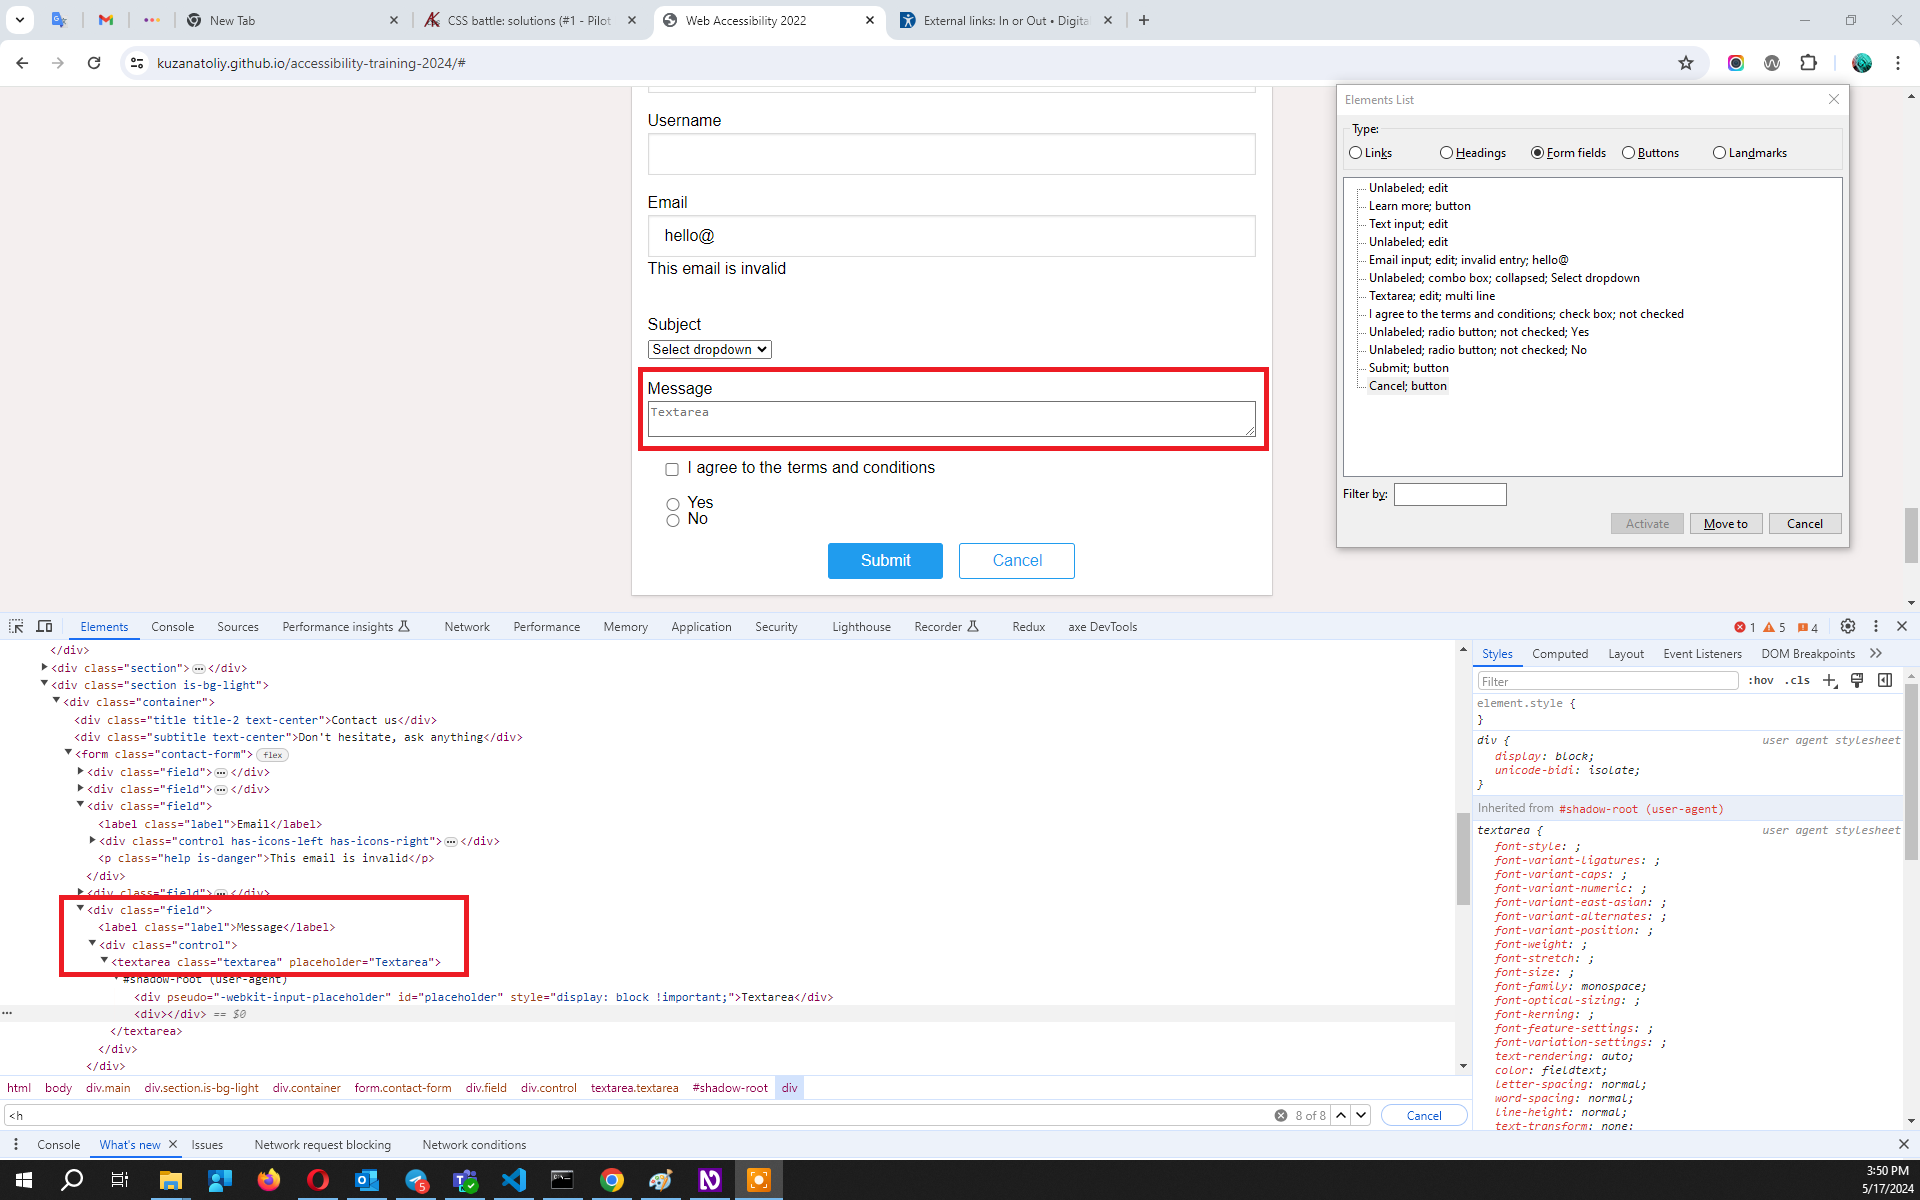 New Tab
CSS battle: solutions (#1 - Pilot
Web Accessibility 2022
External links: In or Out • Digita
kuzanatoliy.github.io/accessibility-training-2024/#
Username
Email
hello@
This email is invalid
Subject
Select dropdown
Message
Textarea
I agree to the terms and conditions
Yes
No
Submit
Cancel
Elements List
Type:
Links
Headings
Form fields
Buttons
Landmarks
Unlabeled; edit
Learn more; button
Text input; edit
Unlabeled; edit
Email input; edit; invalid entry; hello@
Unlabeled; combo box; collapsed; Select dropdown
Textarea; edit; multi line
I agree to the terms and conditions; check box; not checked
Unlabeled; radio button; not checked; Yes
Unlabeled; radio button; not checked; No
Submit; button
Cancel; button
Filter by:
Activate
Move to
Cancel
Elements
Console
Sources
Performance insights
Network
Performance
Memory
Application
Security
Lighthouse
Recorder
Redux
axe DevTools
1
5
4
</div>
<div class="section"> ⋯ </div>
<div class="section is-bg-light">
<div class="container">
<div class="title title-2 text-center">Contact us</div>
<div class="subtitle text-center">Don't hesitate, ask anything</div>
<form class="contact-form"> flex
<div class="field"> ⋯ </div>
<div class="field"> ⋯ </div>
<div class="field">
<label class="label">Email</label>
<div class="control has-icons-left has-icons-right"> ⋯ </div>
<p class="help is-danger">This email is invalid</p>
</div>
<div class="field"> ⋯ </div>
<div class="field">
<label class="label">Message</label>
<div class="control">
<textarea class="textarea" placeholder="Textarea">
#shadow-root (user-agent)
<div pseudo="-webkit-input-placeholder" id="placeholder" style="display: block !important;">Textarea</div>
<div></div> == $0
</textarea>
</div>
</div>
html
body
div.main
div.section.is-bg-light
div.container
form.contact-form
div.field
div.control
textarea.textarea
#shadow-root
div
<h
8 of 8
Cancel
Styles
Computed
Layout
Event Listeners
DOM Breakpoints
Filter
:hov
.cls
element.style {
}
div {
user agent stylesheet
display: block;
unicode-bidi: isolate;
}
Inherited from #shadow-root (user-agent)
textarea {
user agent stylesheet
font-style: ;
font-variant-ligatures: ;
font-variant-caps: ;
font-variant-numeric: ;
font-variant-east-asian: ;
font-variant-alternates: ;
font-variant-position: ;
font-weight: ;
font-stretch: ;
font-size: ;
font-family: monospace;
font-optical-sizing: ;
font-kerning: ;
font-feature-settings: ;
font-variation-settings: ;
text-rendering: auto;
color: fieldtext;
letter-spacing: normal;
word-spacing: normal;
line-height: normal;
text-transform: none;
Console
What's new
Issues
Network request blocking
Network conditions
5
3:50 PM
5/17/2024